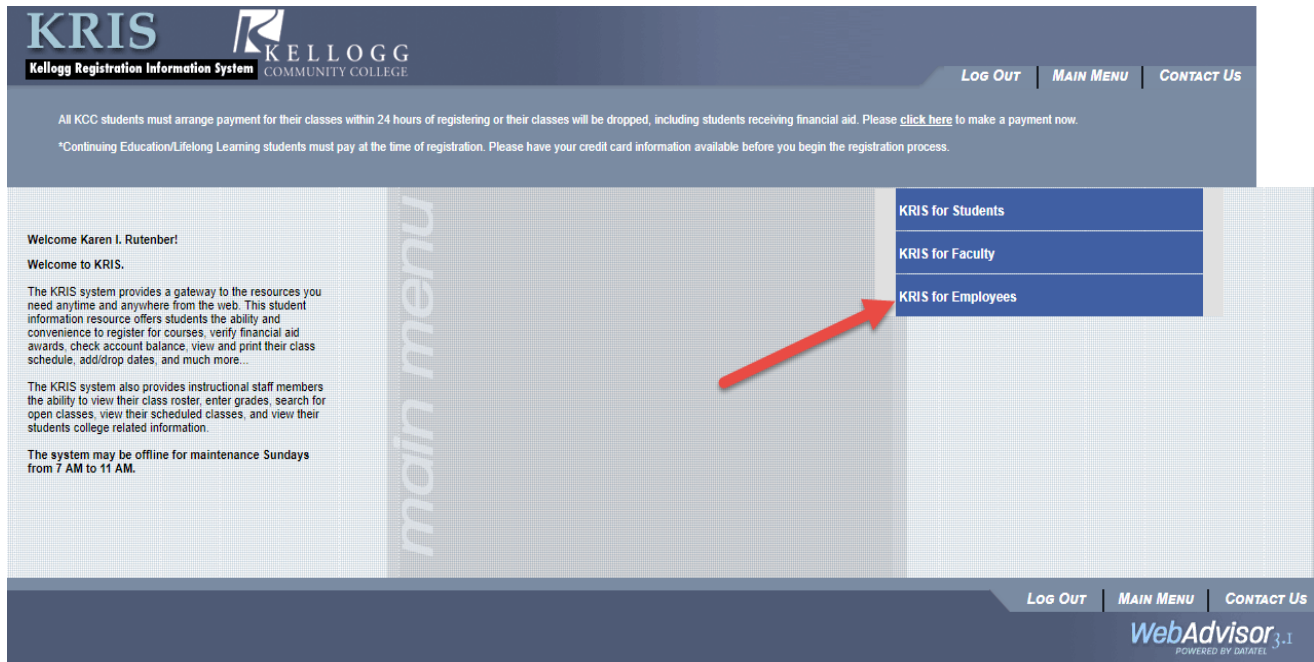 KRIS
Kellogg Registration Information System
KELLOGG
COMMUNITY COLLEGE
LOG OUT MAIN MENU CONTACT US
All KCC students must arrange payment for their classes within 24 hours of registering or their classes will be dropped, including students receiving financial aid. Please click here to make a payment now.
*Continuing Education/Lifelong Learning students must pay at the time of registration. Please have your credit card information available before you begin the registration process.
Welcome Karen I. Rutenber!
Welcome to KRIS.
The KRIS system provides a gateway to the resources you
need anytime and anywhere from the web. This student
information resource offers students the ability and
convenience to register for courses, verify financial aid
awards, check account balance, view and print their class
schedule, add/drop dates, and much more...
The KRIS system also provides instructional staff members
the ability to view their class roster, enter grades, search for
open classes, view their scheduled classes, and view their
students college related information.
The system may be offline for maintenance Sundays
from 7 AM to 11 AM.
main menu
KRIS for Students
KRIS for Faculty
KRIS for Employees
LOG OUT MAIN MENU CONTACT US
WebAdvisor 3.1
POWERED BY DATATEL